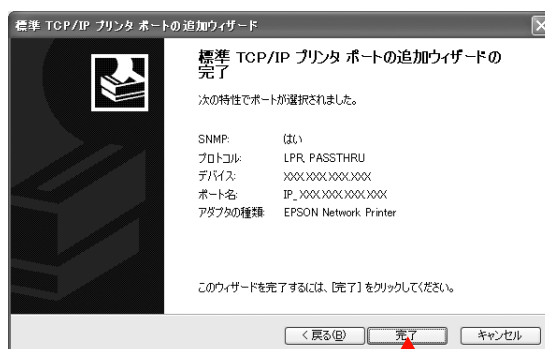 標準 TCP/IP プリンタ ポートの追加ウィザード
標準 TCP/IP プリンタ ポートの追加ウィザードの
完了
次の特性でポートが選択されました。
SNMP: はい
プロトコル: LPR, PASSTHRU
デバイス: XXX.XXX.XXX.XXX
ポート名: IP_XXX.XXX.XXX.XXX
アダプタの種類: EPSON Network Printer
このウィザードを完了するには、[完了] をクリックしてください。
< 戻る(B) 完了 キャンセル